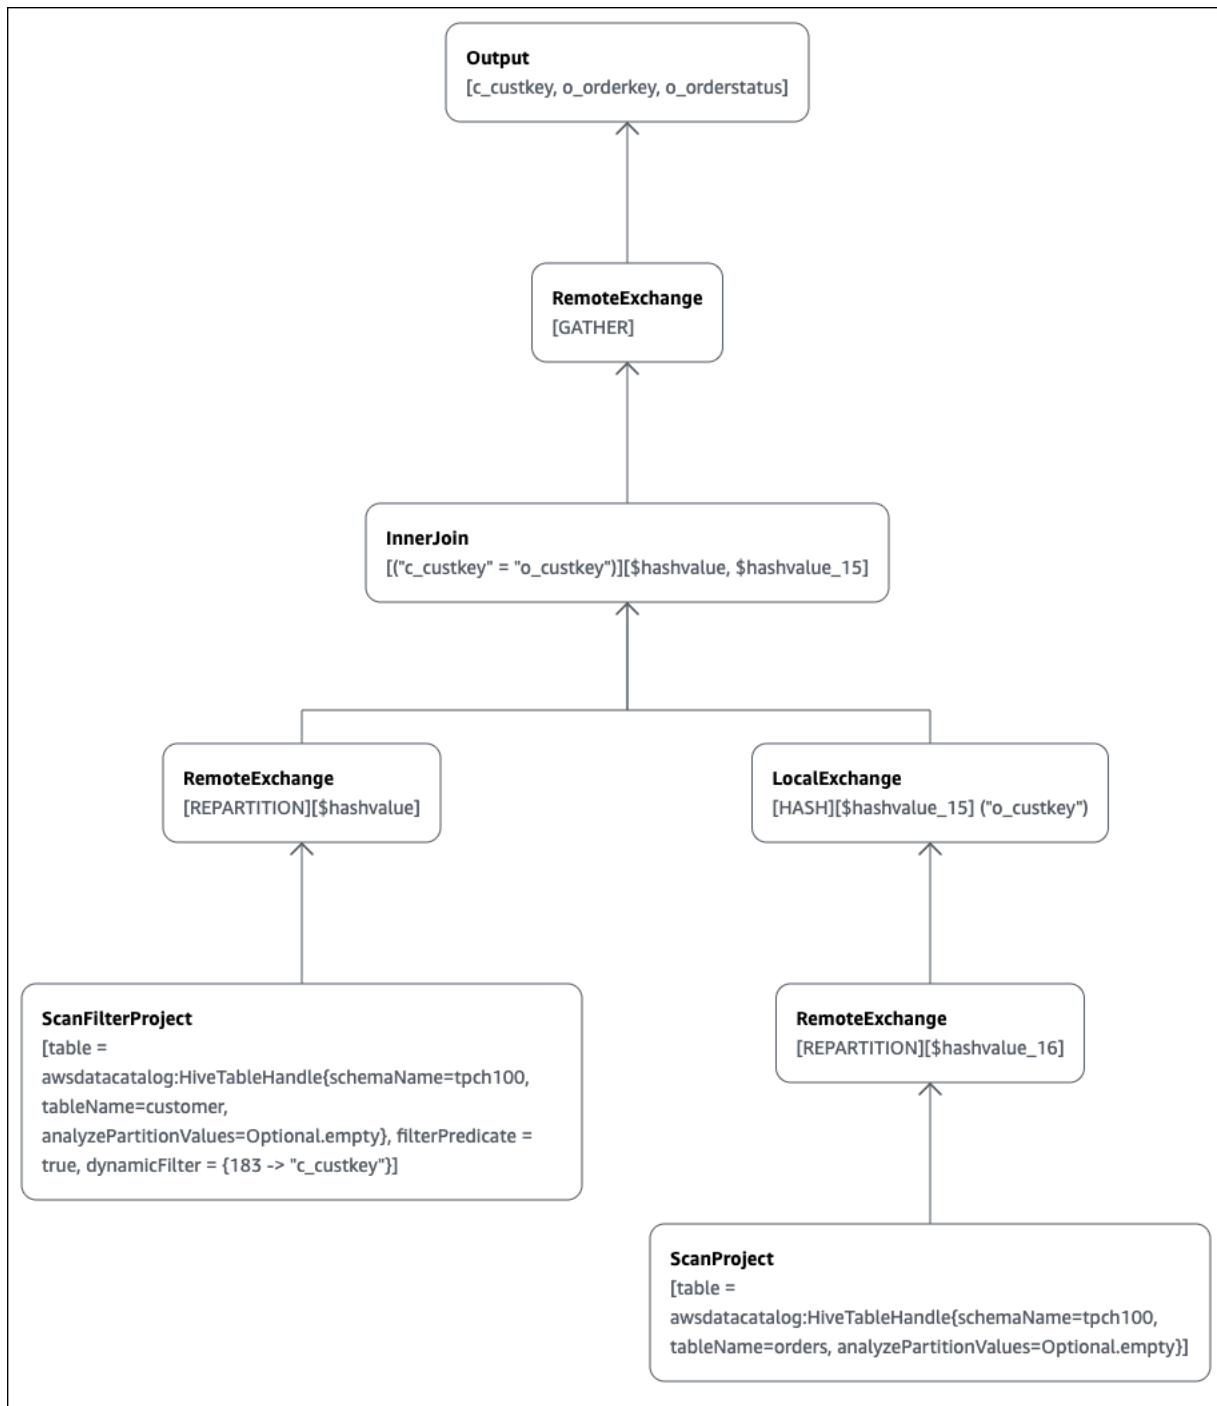 Output
[c_custkey, o_orderkey, o_orderstatus]
RemoteExchange
[GATHER]
InnerJoin
[("c_custkey" = "o_custkey")][$hashvalue, $hashvalue_15]
RemoteExchange
[REPARTITION][$hashvalue]
LocalExchange
[HASH][$hashvalue_15] ("o_custkey")
ScanFilterProject
[table =
awsdatacatalog:HiveTableHandle{schemaName=tpch100,
tableName=customer,
analyzePartitionValues=Optional.empty}, filterPredicate =
true, dynamicFilter = {183 -> "c_custkey"}]
RemoteExchange
[REPARTITION][$hashvalue_16]
ScanProject
[table =
awsdatacatalog:HiveTableHandle{schemaName=tpch100,
tableName=orders, analyzePartitionValues=Optional.empty}]